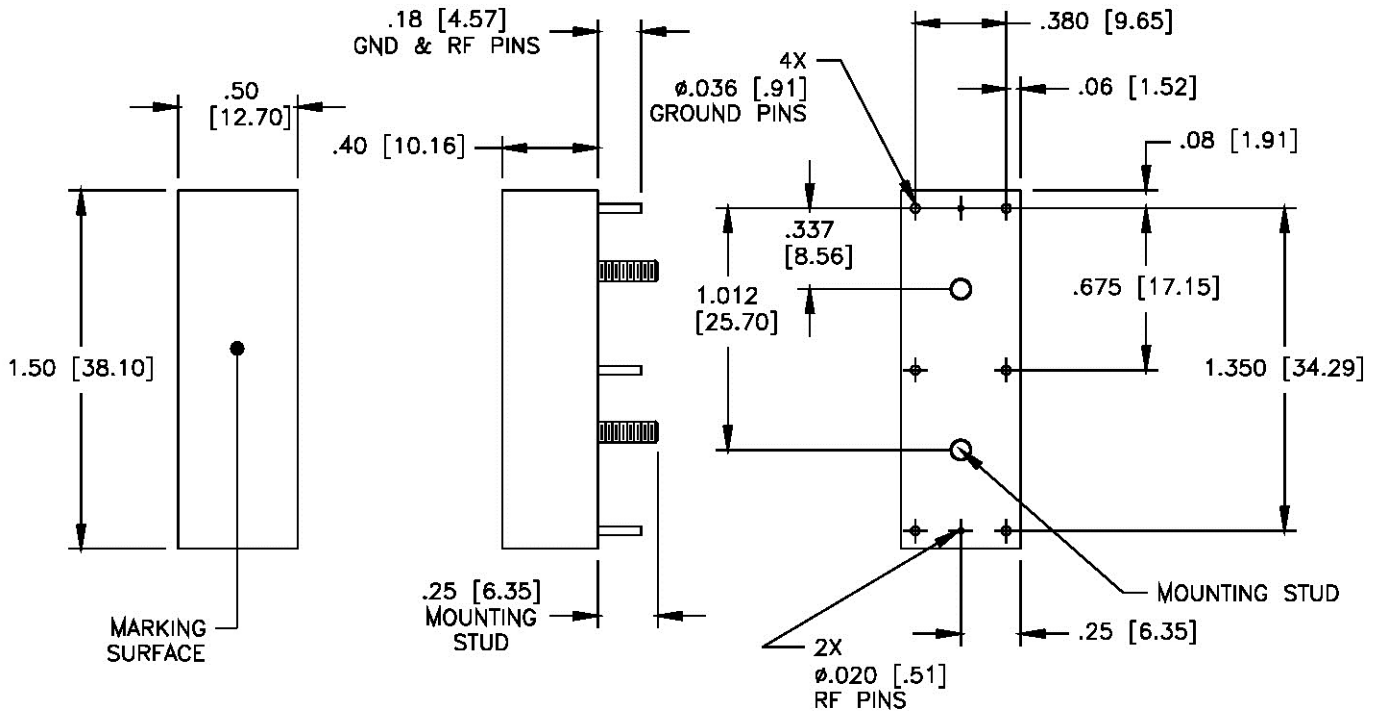 .18 [4.57]
GND & RF PINS
.50
[12.70]
.40 [10.16]
1.50 [38.10]
MARKING
SURFACE
.25 [6.35]
MOUNTING
STUD
.380 [9.65]
4X
ø.036 [.91]
GROUND PINS
.06 [1.52]
.08 [1.91]
.337
[8.56]
1.012
[25.70]
.675 [17.15]
1.350 [34.29]
MOUNTING STUD
.25 [6.35]
2X
ø.020 [.51]
RF PINS